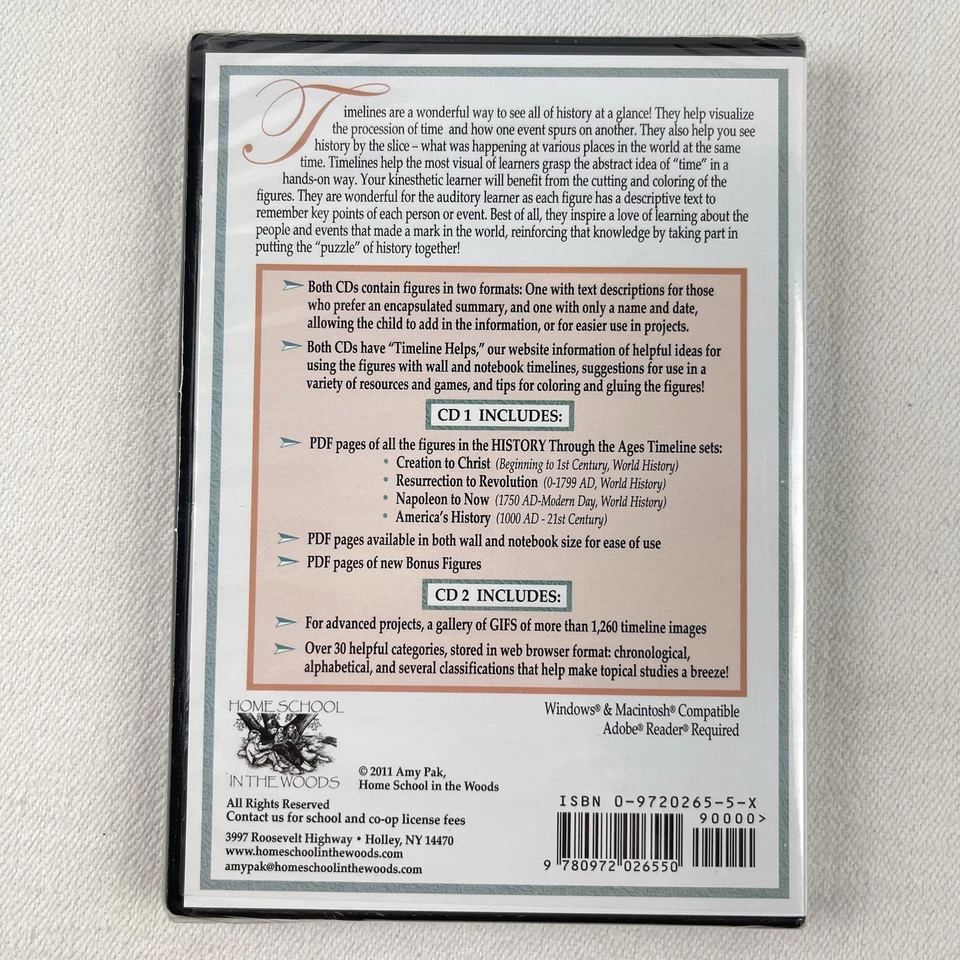 Timelines are a wonderful way to see all of history at a glance! They help visualize
the procession of time and how one event spurs on another. They also help you see
history by the slice – what was happening at various places in the world at the same
time. Timelines help the most visual of learners grasp the abstract idea of “time” in a
hands-on way. Your kinesthetic learner will benefit from the cutting and coloring of the
figures. They are wonderful for the auditory learner as each figure has a descriptive text to
remember key points of each person or event. Best of all, they inspire a love of learning about the
people and events that made a mark in the world, reinforcing that knowledge by taking part in
putting the “puzzle” of history together!
Both CDs contain figures in two formats: One with text descriptions for those
who prefer an encapsulated summary, and one with only a name and date,
allowing the child to add in the information, or for easier use in projects.
Both CDs have “Timeline Helps,” our website information of helpful ideas for
using the figures with wall and notebook timelines, suggestions for use in a
variety of resources and games, and tips for coloring and gluing the figures!
CD 1 INCLUDES:
PDF pages of all the figures in the HISTORY Through the Ages Timeline sets:
• Creation to Christ (Beginning to 1st Century, World History)
• Resurrection to Revolution (0-1799 AD, World History)
• Napoleon to Now (1750 AD-Modern Day, World History)
• America’s History (1000 AD - 21st Century)
PDF pages available in both wall and notebook size for ease of use
PDF pages of new Bonus Figures
CD 2 INCLUDES:
For advanced projects, a gallery of GIFS of more than 1,260 timeline images
Over 30 helpful categories, stored in web browser format: chronological,
alphabetical, and several classifications that help make topical studies a breeze!
HOME SCHOOL
IN THE WOODS
© 2011 Amy Pak,
Home School in the Woods
All Rights Reserved
Contact us for school and co-op license fees
3997 Roosevelt Highway • Holley, NY 14470
www.homeschoolinthewoods.com
amypak@homeschoolinthewoods.com
Windows® & Macintosh® Compatible
Adobe® Reader® Required
ISBN 0-9720265-5-X
90000>
9 780972 026550